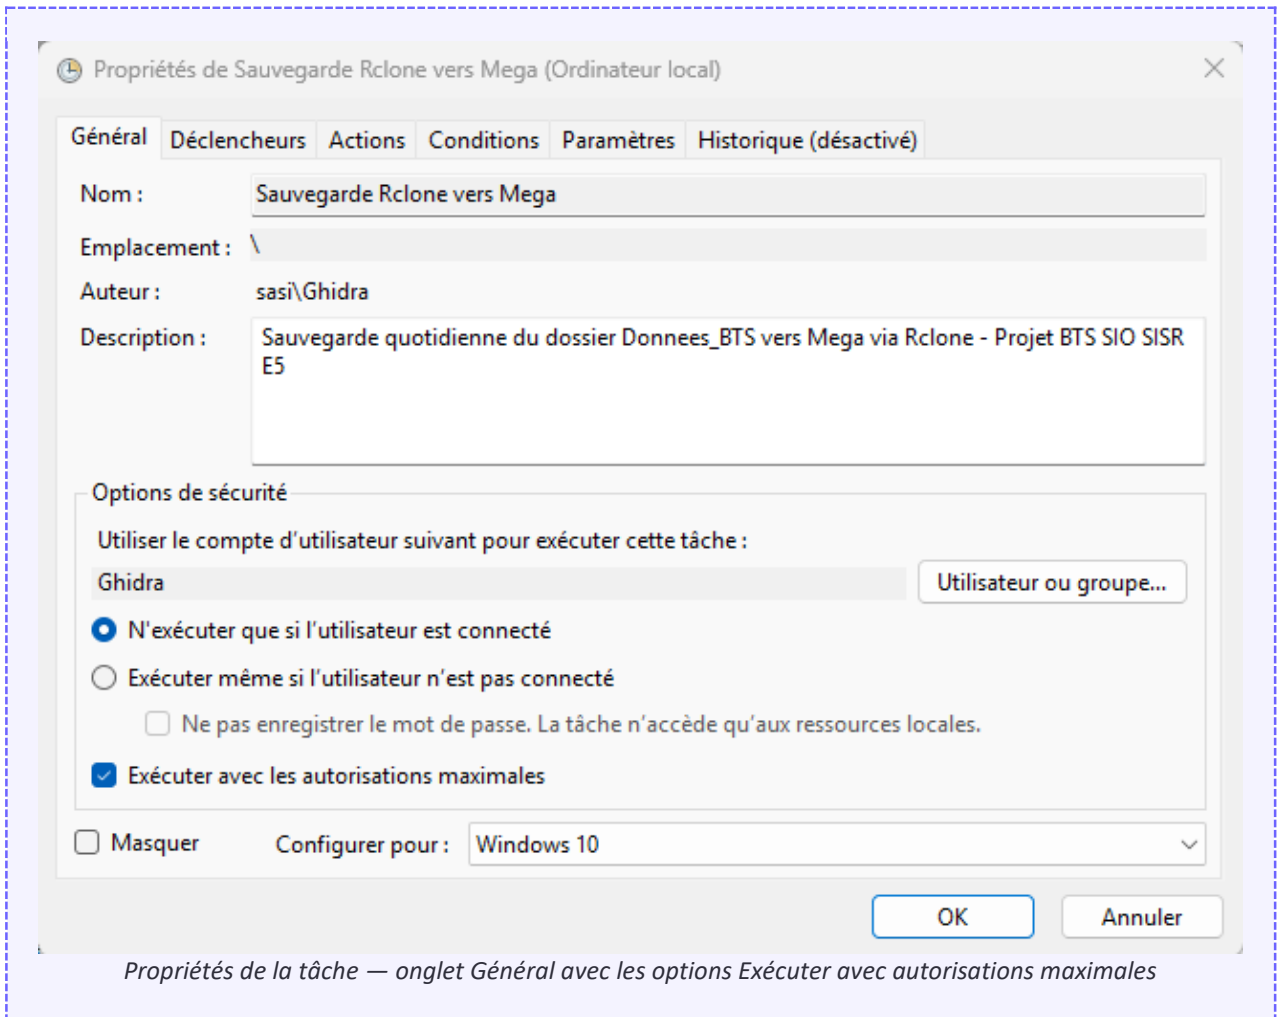 Propriétés de Sauvegarde Rclone vers Mega (Ordinateur local)
Général Déclencheurs Actions Conditions Paramètres Historique (désactivé)
Nom : Sauvegarde Rclone vers Mega
Emplacement : \
Auteur : sasi\Ghidra
Description : Sauvegarde quotidienne du dossier Donnees_BTS vers Mega via Rclone - Projet BTS SIO SISR
E5
Options de sécurité
Utiliser le compte d'utilisateur suivant pour exécuter cette tâche :
Ghidra Utilisateur ou groupe...
N'exécuter que si l'utilisateur est connecté
Exécuter même si l'utilisateur n'est pas connecté
Ne pas enregistrer le mot de passe. La tâche n'accède qu'aux ressources locales.
Exécuter avec les autorisations maximales
Masquer Configurer pour : Windows 10
OK Annuler
Propriétés de la tâche — onglet Général avec les options Exécuter avec autorisations maximales